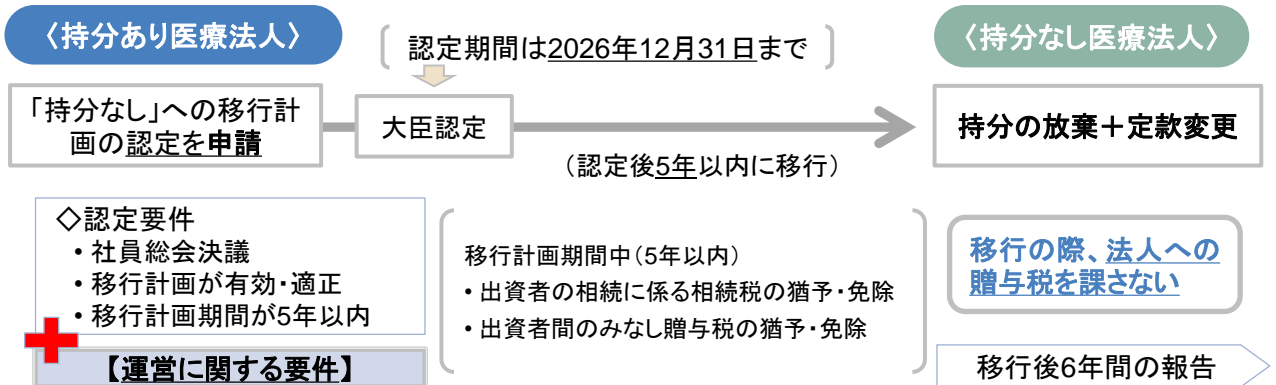 〈持分あり医療法人〉
認定期間は2026年12月31日まで
〈持分なし医療法人〉
「持分なし」への移行計
画の認定を申請
大臣認定
持分の放棄＋定款変更
（認定後5年以内に移行）
◇認定要件
・社員総会決議
・移行計画が有効・適正
・移行計画期間が5年以内
【運営に関する要件】
移行計画期間中（5年以内）
・出資者の相続に係る相続税の猶予・免除
・出資者間のみなし贈与税の猶予・免除
移行の際、法人への
贈与税を課さない
移行後6年間の報告